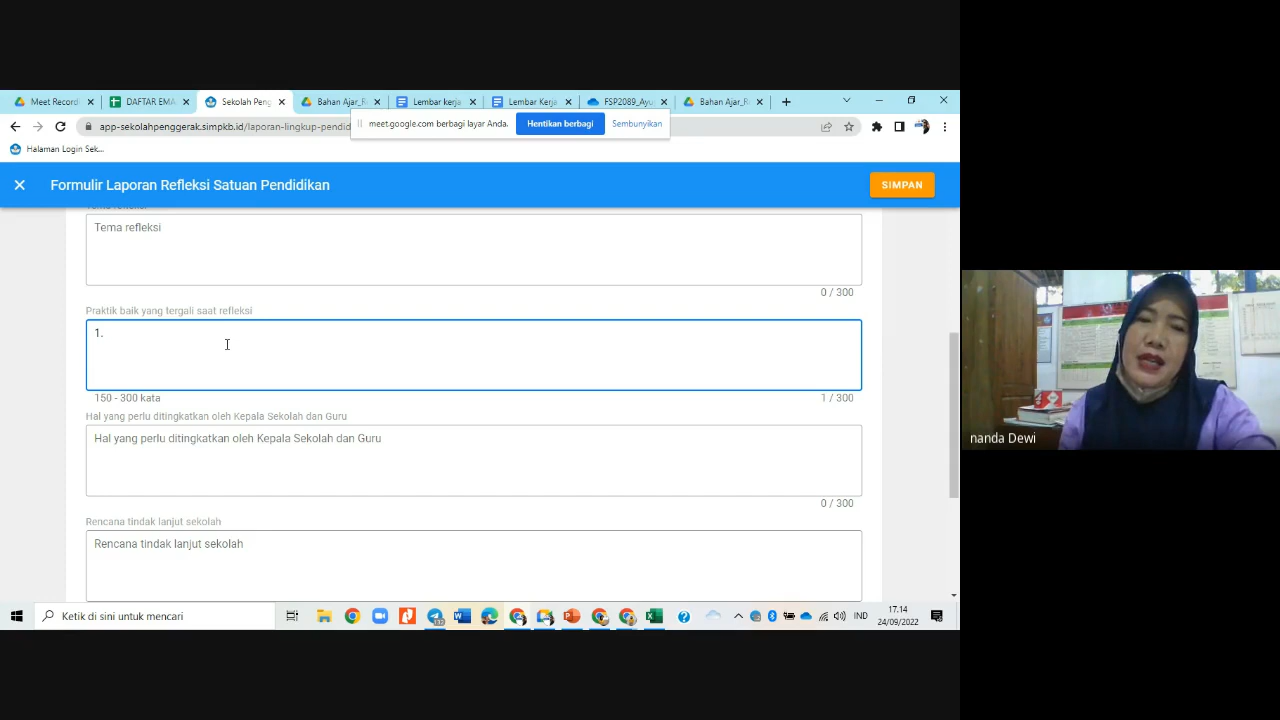 Meet Record
DAFTAR EMA
Sekolah Peng
Bahan Ajar_R
Lembar kerja
Lembar Kerja
FSP2089_Ayu
Bahan Ajar_R
app-sekolahpenggerak.simpkb.id/laporan-lingkup-pendid
meet.google.com berbagi layar Anda.
Hentikan berbagi
Sembunyikan
Halaman Login Sek...
Formulir Laporan Refleksi Satuan Pendidikan
SIMPAN
Tema refleksi
0 / 300
Praktik baik yang tergali saat refleksi
1.
150 - 300 kata
1 / 300
Hal yang perlu ditingkatkan oleh Kepala Sekolah dan Guru
Hal yang perlu ditingkatkan oleh Kepala Sekolah dan Guru
0 / 300
Rencana tindak lanjut sekolah
Rencana tindak lanjut sekolah
nanda Dewi
Ketik di sini untuk mencari
IND
17.14
24/09/2022